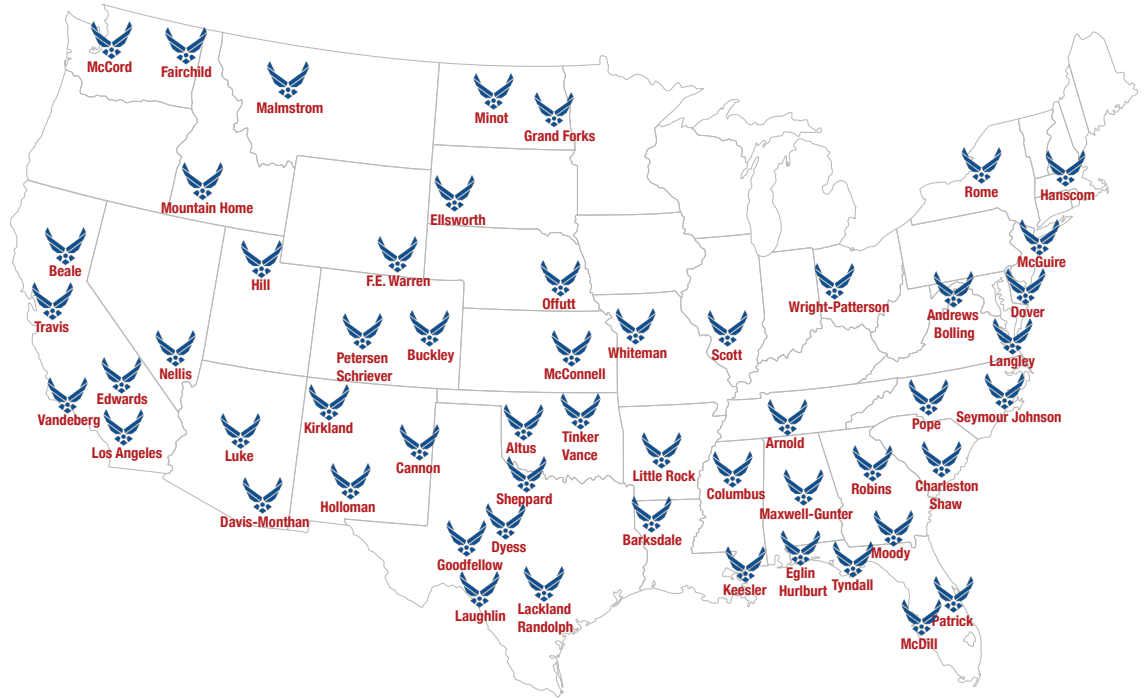 McCord
Fairchild
Malmstrom
Minot
Grand Forks
Mountain Home
Ellsworth
Rome
Hanscom
Beale
Hill
F.E. Warren
Offutt
Wright-Patterson
McGuire
Travis
Andrews
Bolling
Dover
Nellis
Petersen
Schriever
Buckley
McConnell
Whiteman
Scott
Langley
Edwards
Vandeberg
Los Angeles
Luke
Kirkland
Cannon
Altus
Tinker
Vance
Arnold
Pope
Seymour Johnson
Davis-Monthan
Holloman
Sheppard
Little Rock
Columbus
Maxwell-Gunter
Robins
Charleston
Shaw
Dyess
Goodfellow
Barksdale
Moody
Laughlin
Lackland
Randolph
Keesler
Eglin
Hurlburt
Tyndall
Patrick
McDill